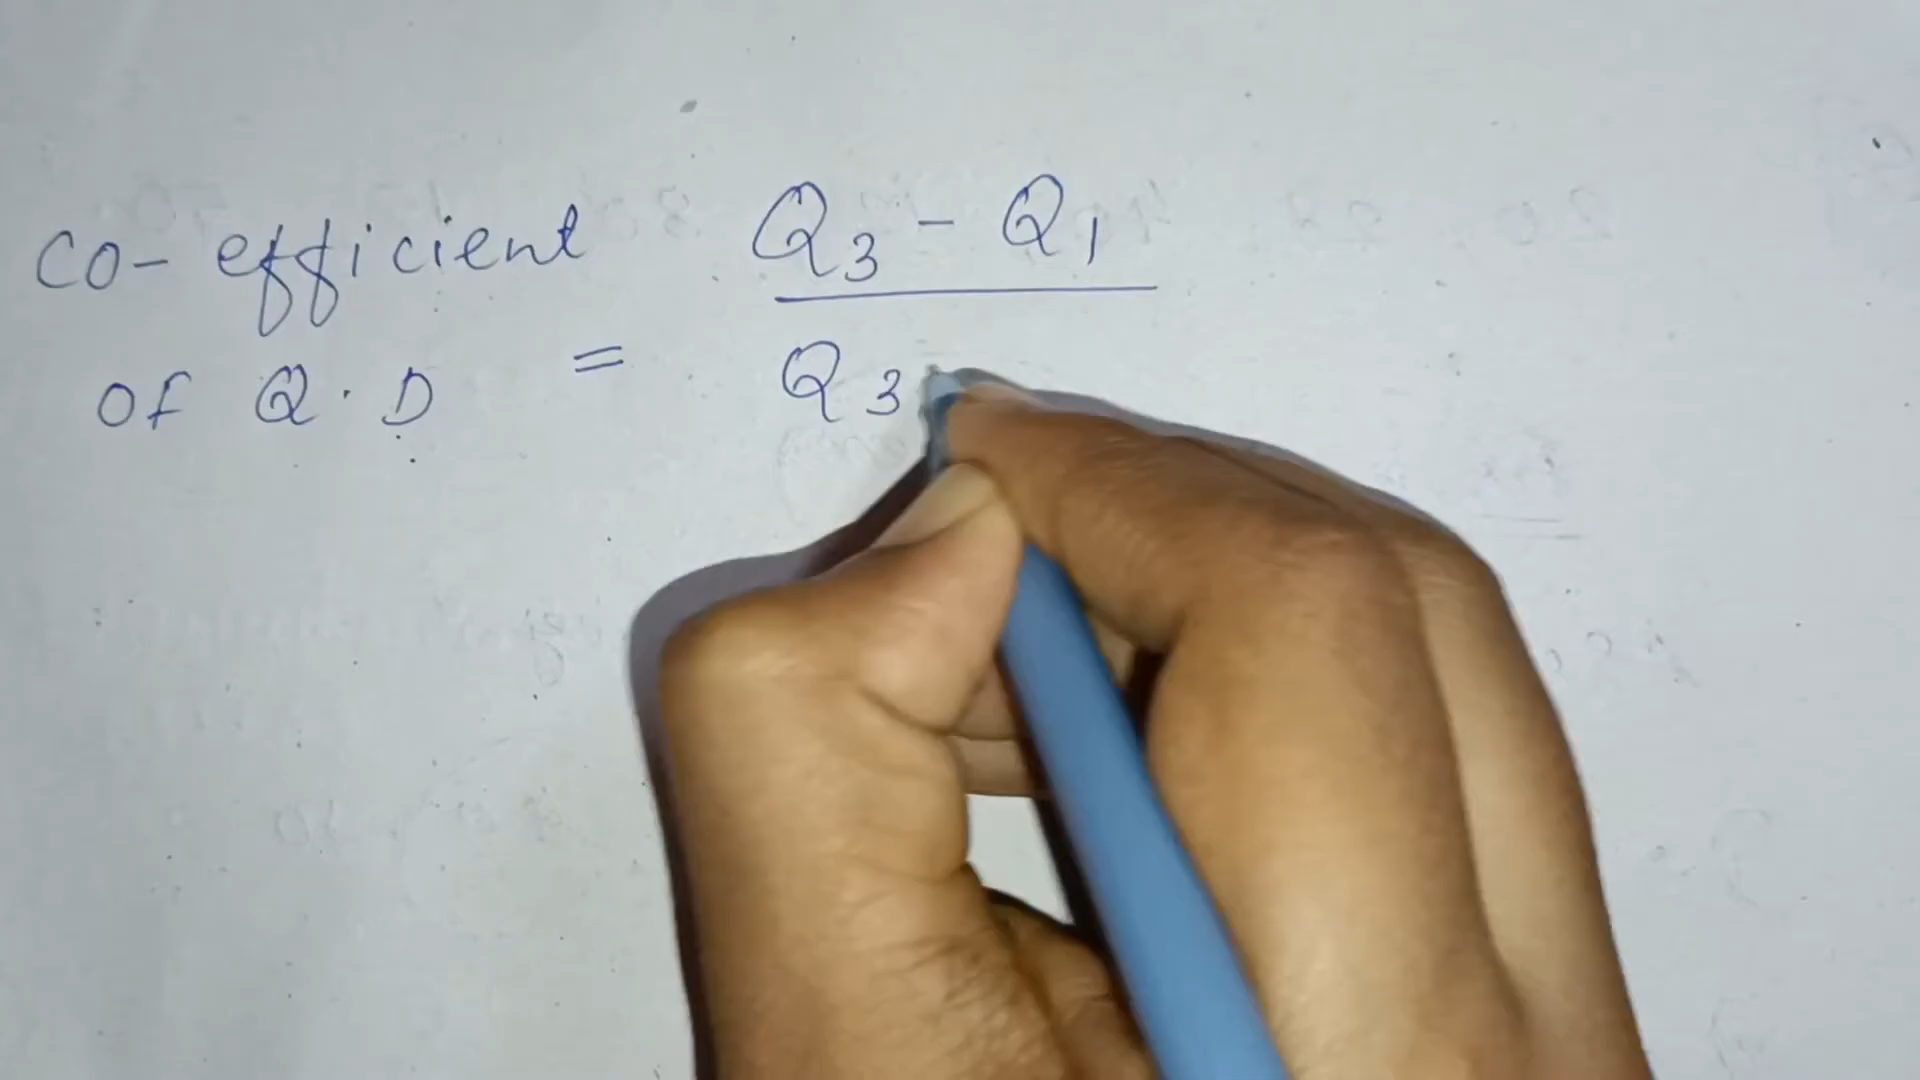 Co-efficient
of Q.D = Q3 - Q1
Q3